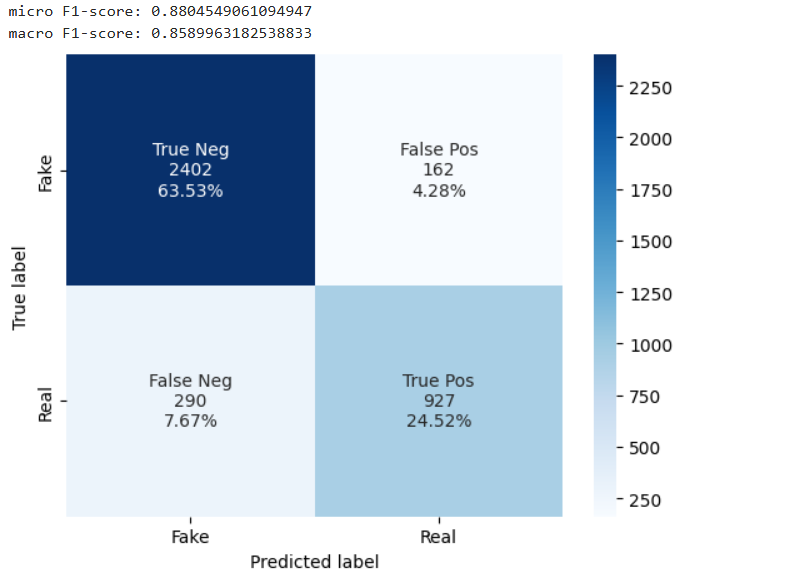 micro F1-score: 0.8804549061094947
macro F1-score: 0.8589963182538833
True Neg
2402
63.53%
False Pos
162
4.28%
False Neg
290
7.67%
True Pos
927
24.52%
Fake
Real
True label
Fake
Real
Predicted label
2250
2000
1750
1500
1250
1000
750
500
250